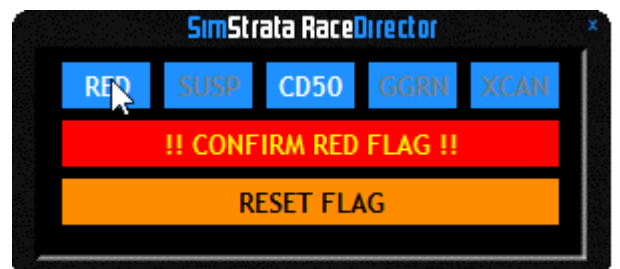 SimStrata RaceDirector x
RED SUSP CD50 GGRN XCAN
!! CONFIRM RED FLAG !!
RESET FLAG